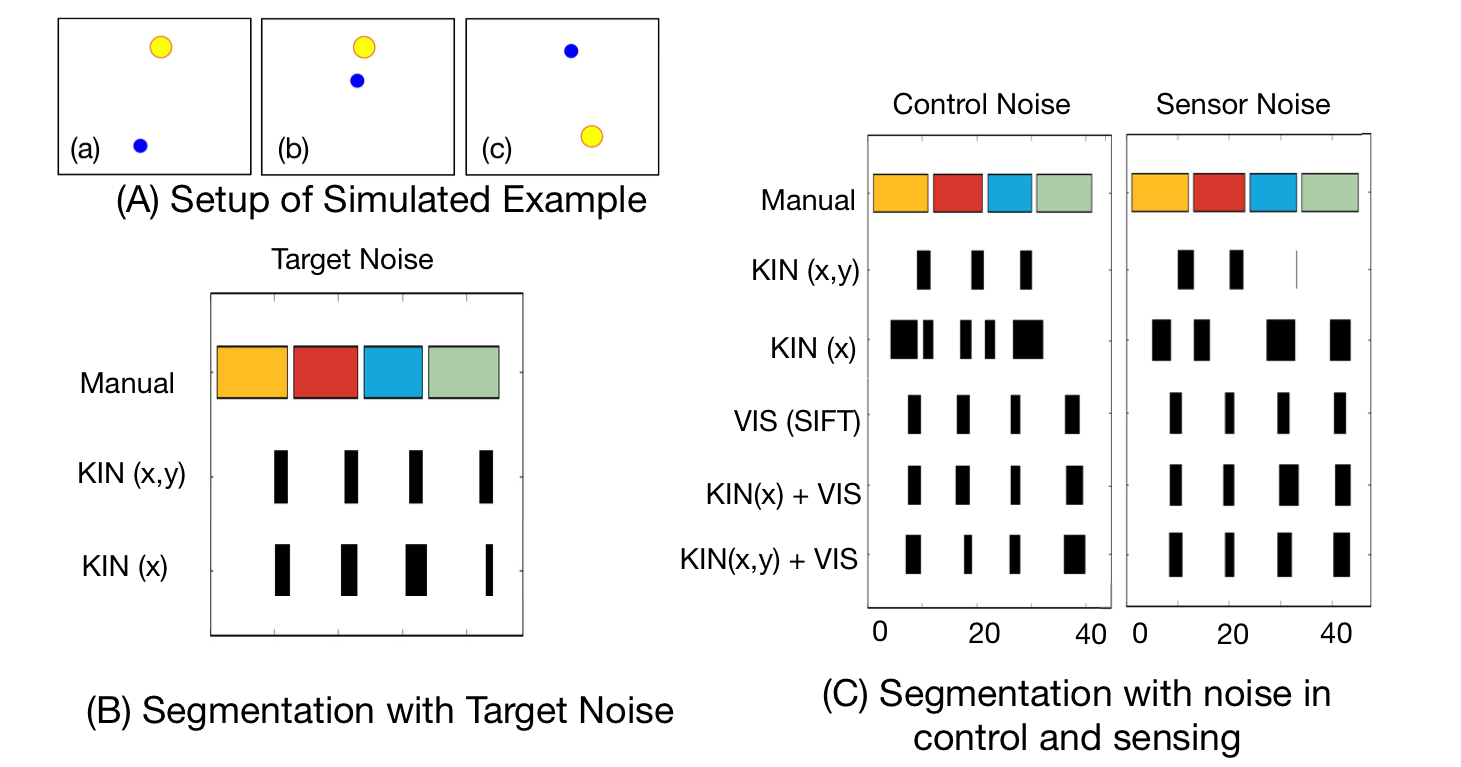 (a)
(b)
(c)
(A) Setup of Simulated Example
Target Noise
Manual
KIN (x,y)
KIN (x)
(B) Segmentation with Target Noise
Control Noise
Sensor Noise
Manual
KIN (x,y)
KIN (x)
VIS (SIFT)
KIN(x) + VIS
KIN(x,y) + VIS
0 20 40
0 20 40
(C) Segmentation with noise in
control and sensing